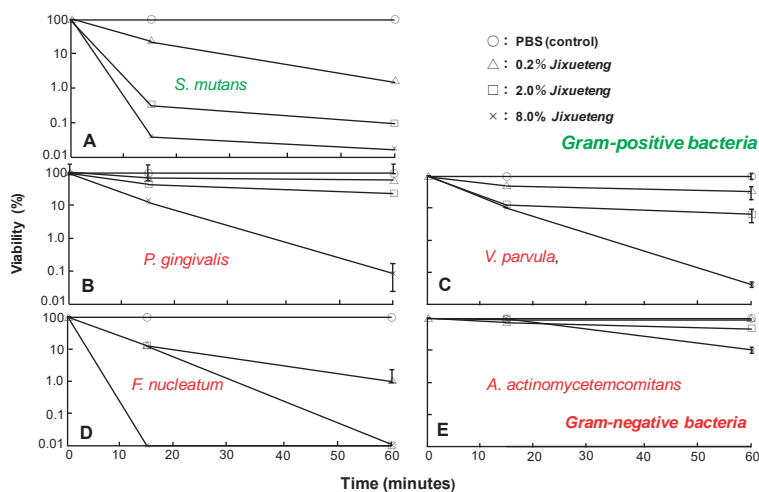 ○ : PBS (control)
△ : 0.2% Jixueteng
□ : 2.0% Jixueteng
× : 8.0% Jixueteng
Gram-positive bacteria
Viability (%)
100
10
1.0
0.1
0.01
S. mutans
A
100
10
1.0
0.1
0.01
P. gingivalis
B
V. parvula,
C
100
10
1.0
0.1
0.01
F. nucleatum
D
A. actinomycetemcomitans
Gram-negative bacteria
E
0 10 20 30 40 50 60
0 10 20 30 40 50 60
Time (minutes)